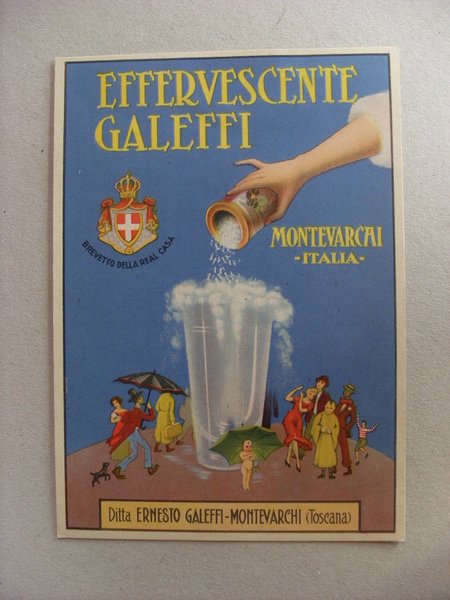 EFFERVESCENTE
GALEFFI
BREVETTO DELLA REAL CASA
MONTEVARCHI
-ITALIA-
Ditta ERNESTO GALEFFI-MONTEVARCHI (Toscana)